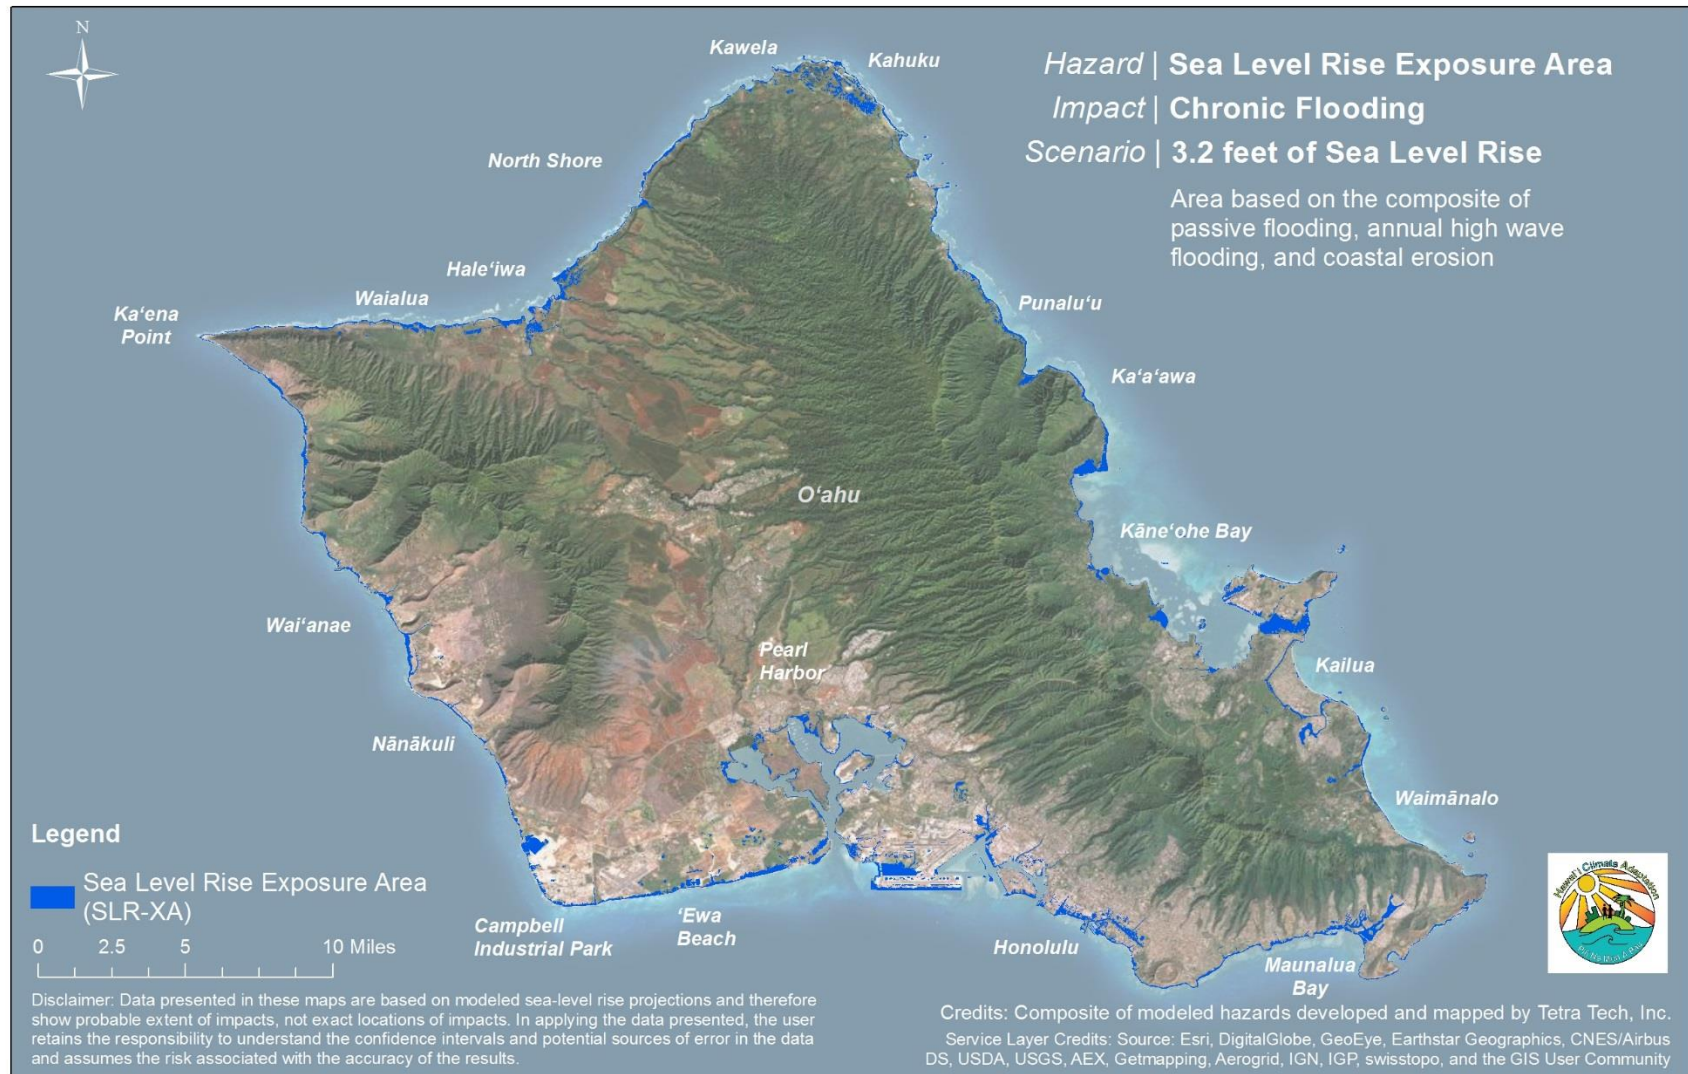 N
Hazard | Sea Level Rise Exposure Area
Impact | Chronic Flooding
Scenario | 3.2 feet of Sea Level Rise
Area based on the composite of
passive flooding, annual high wave
flooding, and coastal erosion
Kawela
Kahuku
North Shore
Hale‘iwa
Waialua
Ka‘ena
Point
Punalu‘u
Ka‘a‘awa
O‘ahu
Kāne‘ohe Bay
Wai‘anae
Pearl
Harbor
Kailua
Nānākuli
Waimānalo
Campbell
Industrial Park
‘Ewa
Beach
Honolulu
Maunalua
Bay
Legend
Sea Level Rise Exposure Area
(SLR-XA)
0 2.5 5 10 Miles
Disclaimer: Data presented in these maps are based on modeled sea-level rise projections and therefore
show probable extent of impacts, not exact locations of impacts. In applying the data presented, the user
retains the responsibility to understand the confidence intervals and potential sources of error in the data
and assumes the risk associated with the accuracy of the results.
Hawai‘i Climate Adaptation
Credits: Composite of modeled hazards developed and mapped by Tetra Tech, Inc.
Service Layer Credits: Source: Esri, DigitalGlobe, GeoEye, Earthstar Geographics, CNES/Airbus
DS, USDA, USGS, AEX, Getmapping, Aerogrid, IGN, IGP, swisstopo, and the GIS User Community